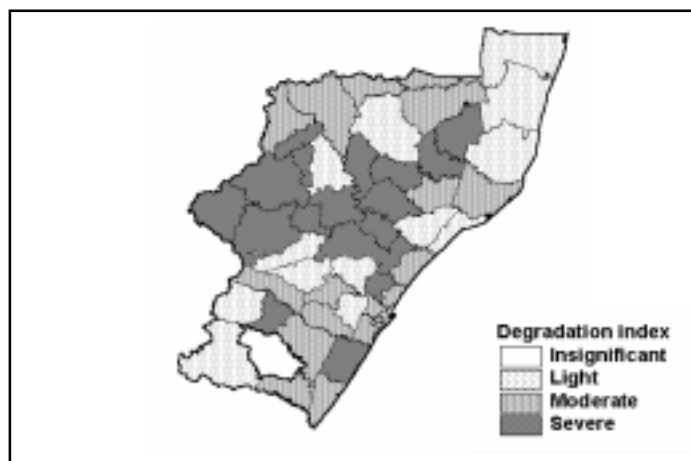 Degradation index
Insignificant
Light
Moderate
Severe